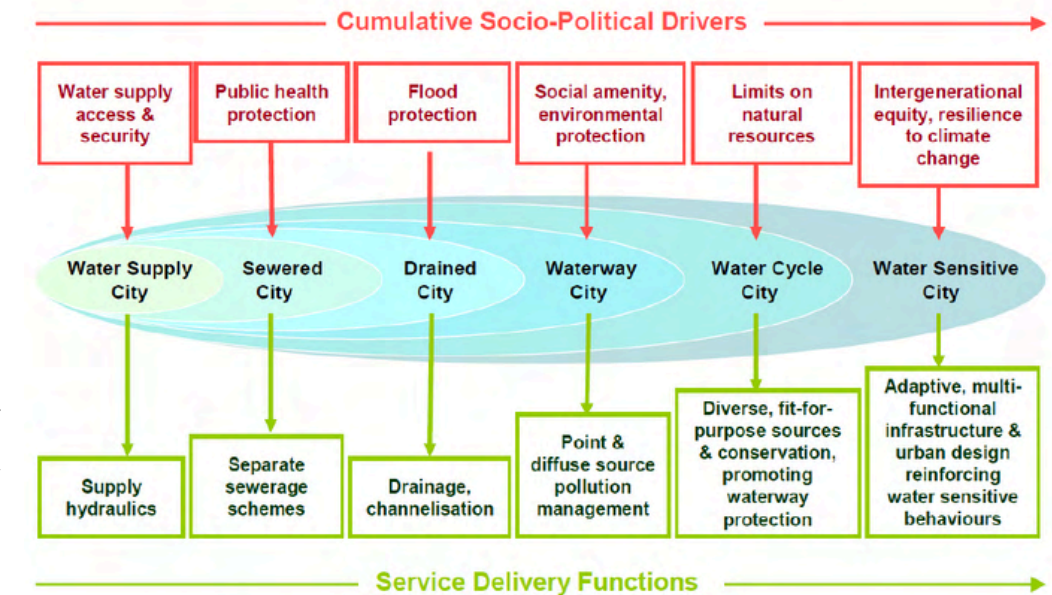 Cumulative Socio-Political Drivers
Water supply
access &
security
Public health
protection
Flood
protection
Social amenity,
environmental
protection
Limits on
natural
resources
Intergenerational
equity, resilience
to climate
change
Water Supply
City
Sewered
City
Drained
City
Waterway
City
Water Cycle
City
Water Sensitive
City
Supply
hydraulics
Separate
sewerage
schemes
Drainage,
channelisation
Point &
diffuse source
pollution
management
Diverse, fit-for-
purpose sources
& conservation,
promoting
waterway
protection
Adaptive, multi-
functional
infrastructure &
urban design
reinforcing
water sensitive
behaviours
Service Delivery Functions